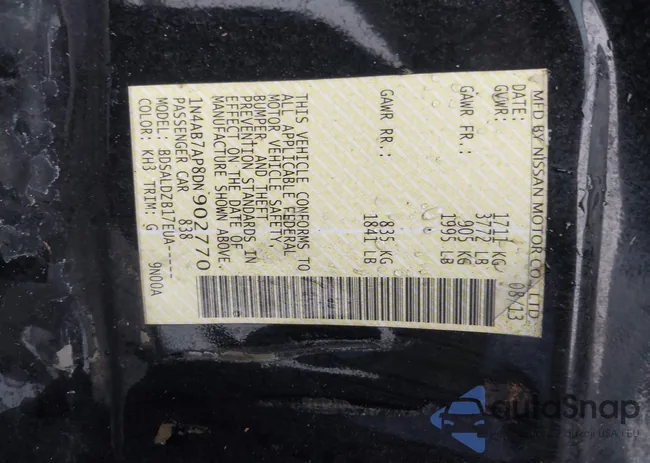 MFD BY NISSAN MOTOR CO., LTD.
DATE: 08/13
GVWR: 1711 KG
3772 LB
GAWR FR.: 905 KG
1995 LB
GAWR RR.: 835 KG
1841 LB
THIS VEHICLE CONFORMS TO
ALL APPLICABLE FEDERAL
MOTOR VEHICLE SAFETY,
BUMPER, AND THEFT
PREVENTION STANDARDS IN
EFFECT ON THE DATE OF
MANUFACTURE SHOWN ABOVE.
1N4AB7AP8DN902770
PASSENGER CAR 838
MODEL: BDSALDZB17EUA-----
COLOR: KH3 TRIM: G 9N00A
autoSnap